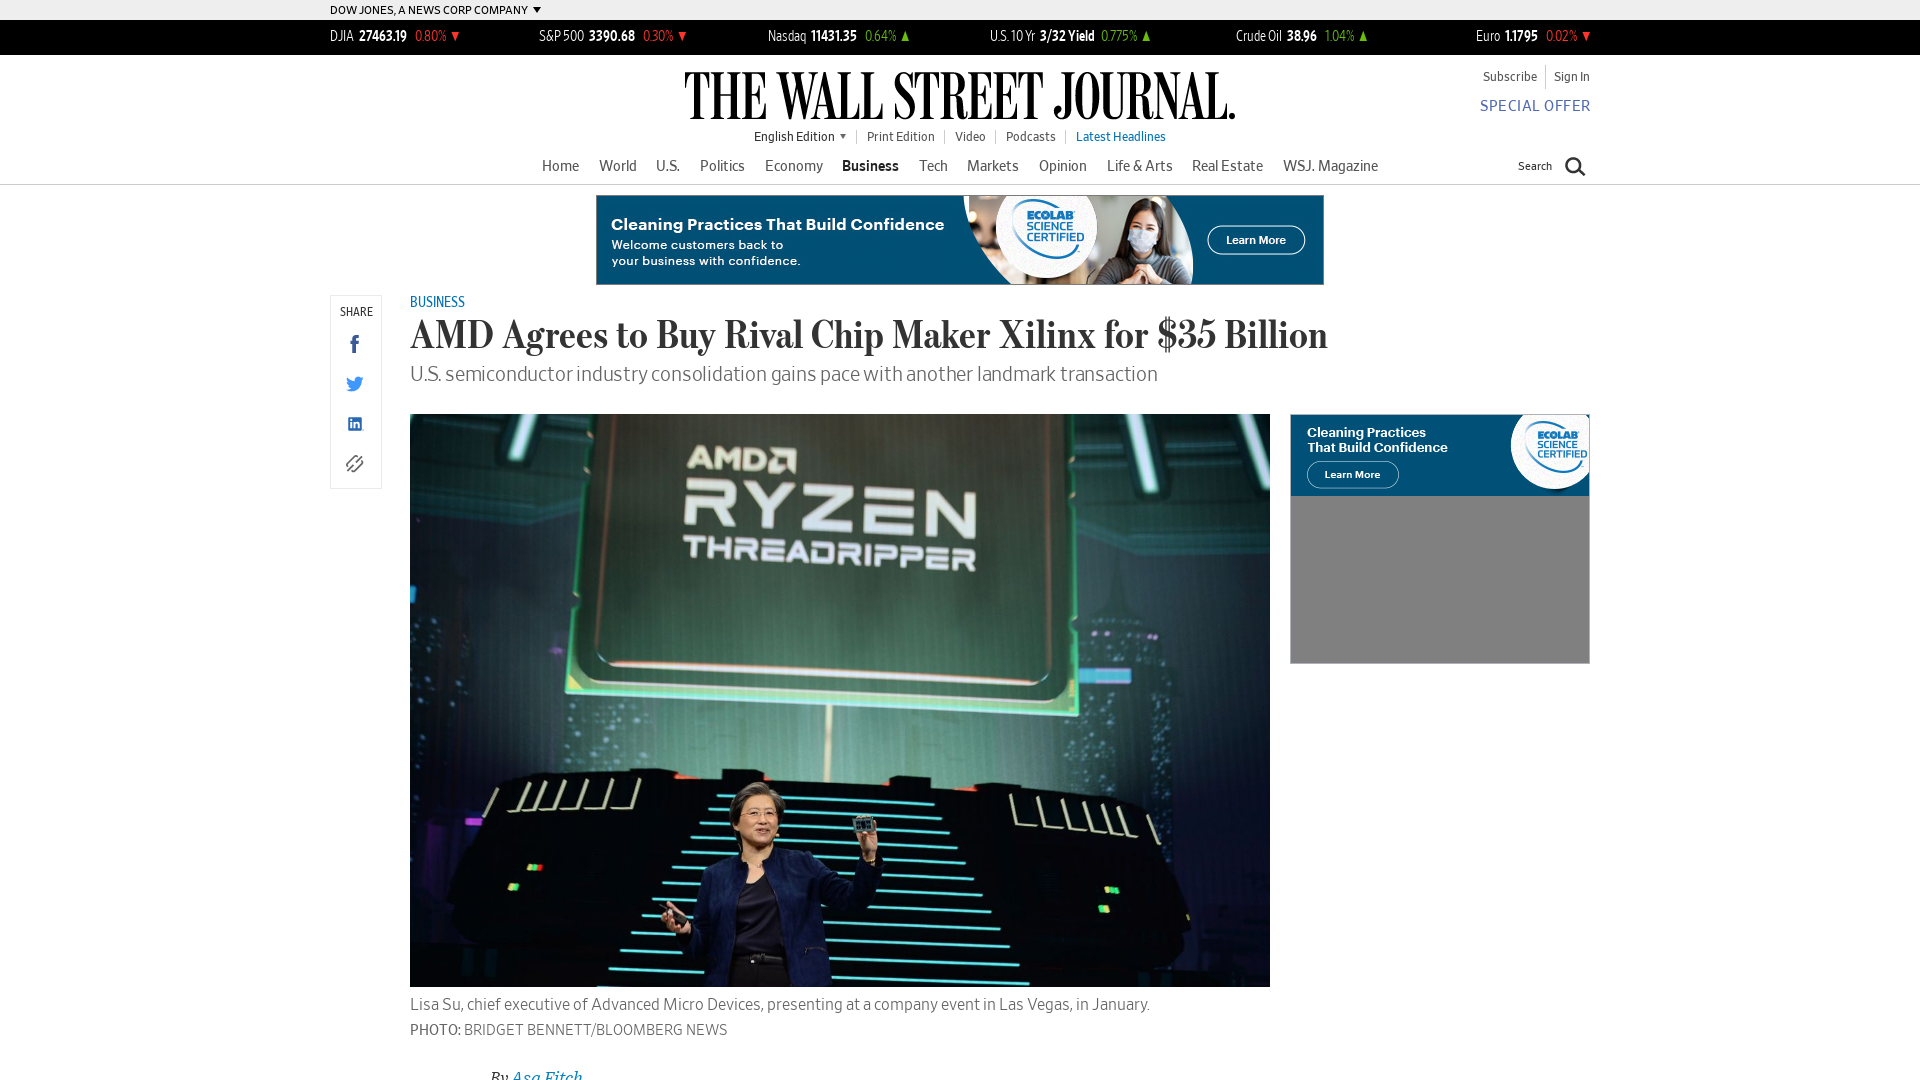 DOW JONES, A NEWS CORP COMPANY
DJIA 27463.19 0.80% S&P 500 3390.68 0.30% Nasdaq 11431.35 0.64% U.S. 10 Yr 3/32 Yield 0.775% Crude Oil 38.96 1.04% Euro 1.1795 0.02%
Subscribe Sign In
THE WALL STREET JOURNAL.
SPECIAL OFFER
English Edition Print Edition Video Podcasts Latest Headlines
Home World U.S. Politics Economy Business Tech Markets Opinion Life & Arts Real Estate WSJ. Magazine Search
Cleaning Practices That Build Confidence
Welcome customers back to
your business with confidence.
ECOLAB
SCIENCE
CERTIFIED
Learn More
SHARE
BUSINESS
AMD Agrees to Buy Rival Chip Maker Xilinx for $35 Billion
U.S. semiconductor industry consolidation gains pace with another landmark transaction
AMD
RYZEN
THREADRIPPER
Cleaning Practices
That Build Confidence
Learn More
ECOLAB
SCIENCE
CERTIFIED
Lisa Su, chief executive of Advanced Micro Devices, presenting at a company event in Las Vegas, in January.
PHOTO: BRIDGET BENNETT/BLOOMBERG NEWS
By Asa Fitch